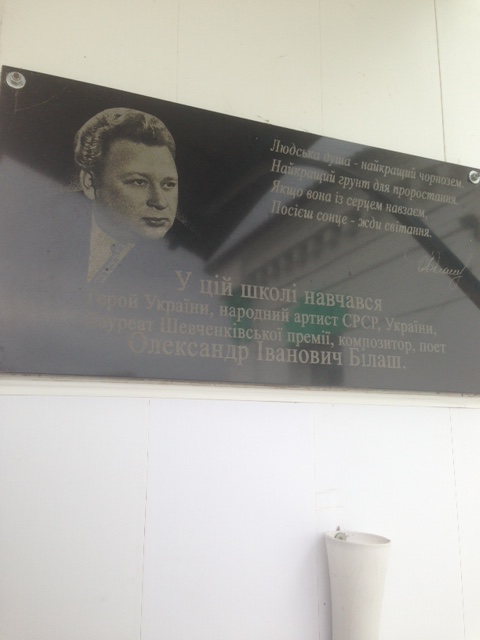 Людська душа - найкращий чорнозем.
Найкращий грунт для проростання.
Якщо вона із серцем навзаєм.
Посієш сонце - жди світання.
У цій школі навчався
Герой України, народний артист СРСР, України,
лауреат Шевченківської премії, композитор, поет
Олександр Іванович Білаш.